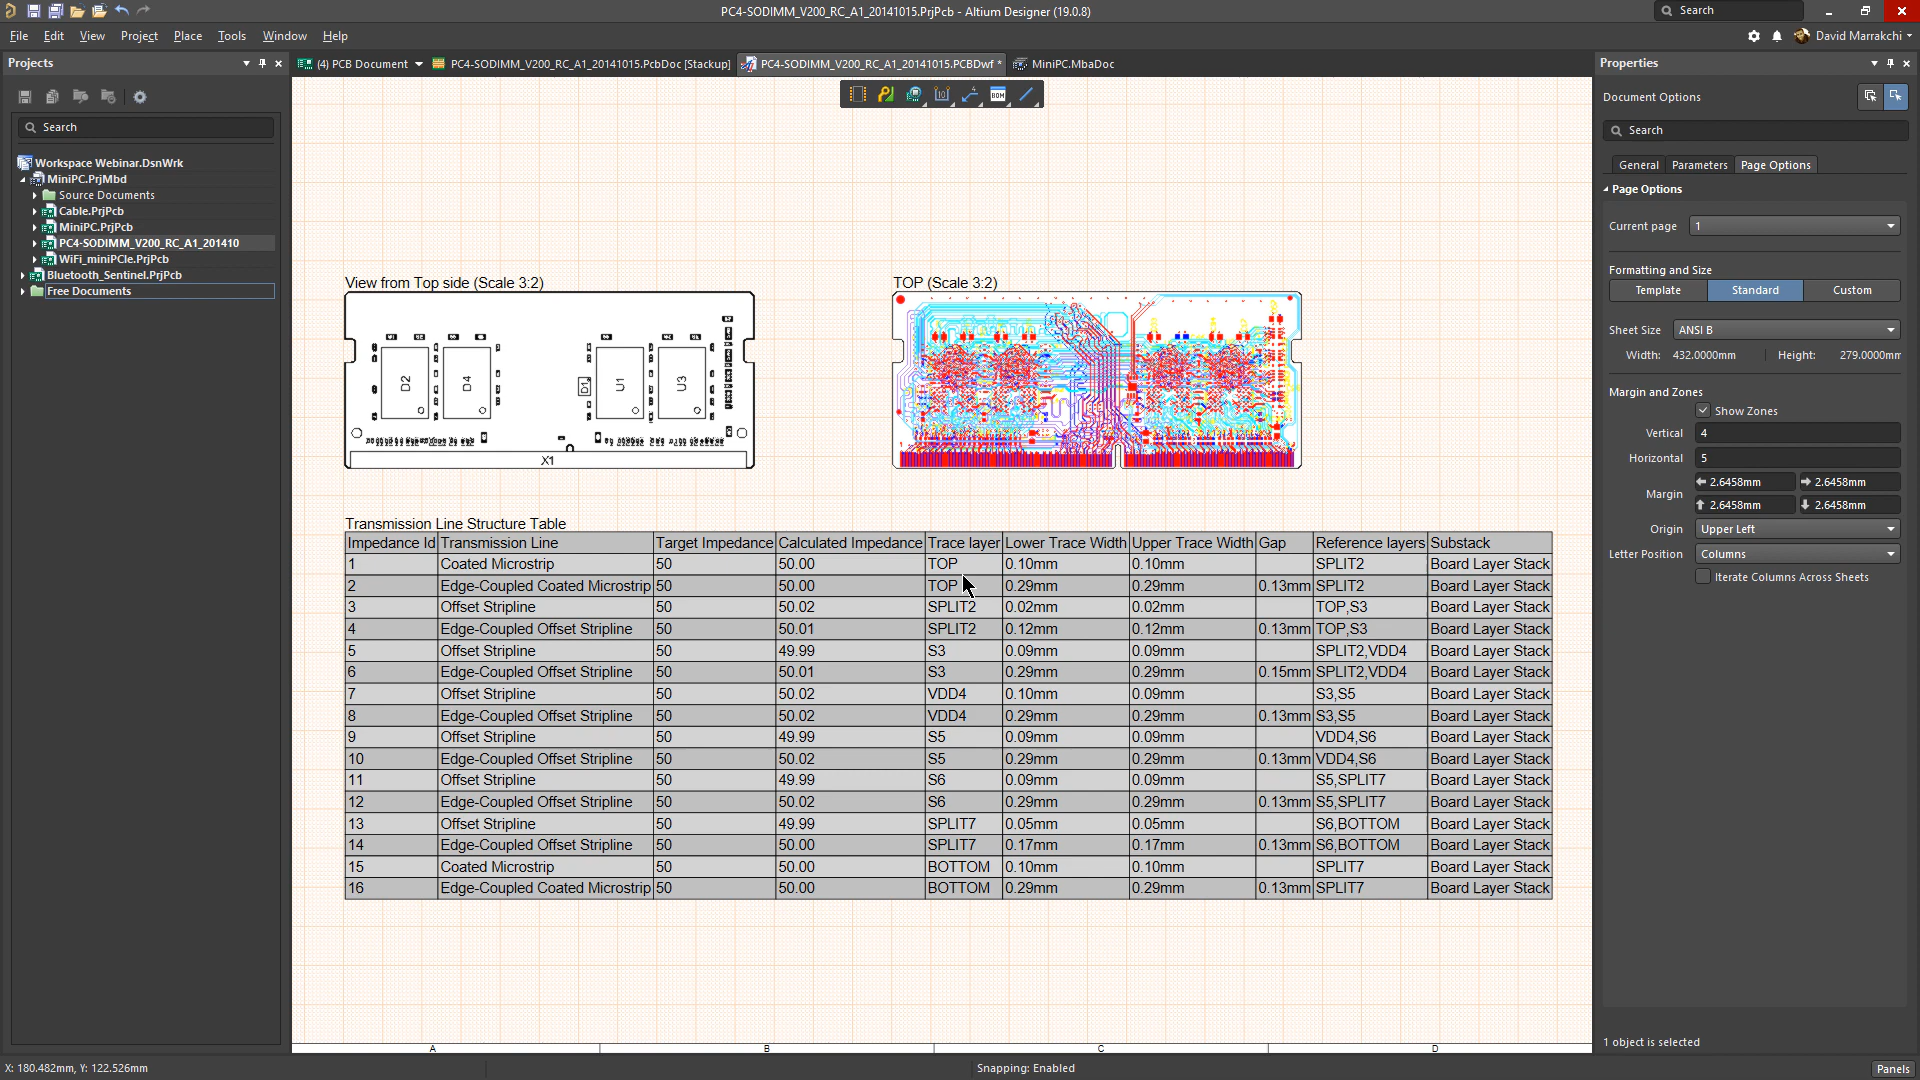 PC4-SODIMM_V200_RC_A1_20141015.PrjPcb - Altium Designer (19.0.8)
Search
File Edit View Project Place Tools Window Help
David Marrakchi
Projects
(4) PCB Document
PC4-SODIMM_V200_RC_A1_20141015.PcbDoc [Stackup]
PC4-SODIMM_V200_RC_A1_20141015.PCBDwf *
MiniPC.MbaDoc
Properties
Search
Workspace Webinar.DsnWrk
MiniPC.PrjMbd
Source Documents
Cable.PrjPcb
MiniPC.PrjPcb
PC4-SODIMM_V200_RC_A1_201410
WiFi_miniPCIe.PrjPcb
Bluetooth_Sentinel.PrjPcb
Free Documents
BOM
View from Top side (Scale 3:2)
D2
D4
D1
U1
U3
X1
TOP (Scale 3:2)
Transmission Line Structure Table
Impedance Id Transmission Line Target Impedance Calculated Impedance Trace layer Lower Trace Width Upper Trace Width Gap Reference layers Substack
1 Coated Microstrip 50 50.00 TOP 0.10mm 0.10mm SPLIT2 Board Layer Stack
2 Edge-Coupled Coated Microstrip 50 50.00 TOP 0.29mm 0.29mm 0.13mm SPLIT2 Board Layer Stack
3 Offset Stripline 50 50.02 SPLIT2 0.02mm 0.02mm TOP,S3 Board Layer Stack
4 Edge-Coupled Offset Stripline 50 50.01 SPLIT2 0.12mm 0.12mm 0.13mm TOP,S3 Board Layer Stack
5 Offset Stripline 50 49.99 S3 0.09mm 0.09mm SPLIT2,VDD4 Board Layer Stack
6 Edge-Coupled Offset Stripline 50 50.01 S3 0.29mm 0.29mm 0.15mm SPLIT2,VDD4 Board Layer Stack
7 Offset Stripline 50 50.02 VDD4 0.10mm 0.09mm S3,S5 Board Layer Stack
8 Edge-Coupled Offset Stripline 50 50.02 VDD4 0.29mm 0.29mm 0.13mm S3,S5 Board Layer Stack
9 Offset Stripline 50 49.99 S5 0.09mm 0.09mm VDD4,S6 Board Layer Stack
10 Edge-Coupled Offset Stripline 50 50.02 S5 0.29mm 0.29mm 0.13mm VDD4,S6 Board Layer Stack
11 Offset Stripline 50 49.99 S6 0.09mm 0.09mm S5,SPLIT7 Board Layer Stack
12 Edge-Coupled Offset Stripline 50 50.02 S6 0.29mm 0.29mm 0.13mm S5,SPLIT7 Board Layer Stack
13 Offset Stripline 50 49.99 SPLIT7 0.05mm 0.05mm S6,BOTTOM Board Layer Stack
14 Edge-Coupled Offset Stripline 50 50.00 SPLIT7 0.17mm 0.17mm 0.13mm S6,BOTTOM Board Layer Stack
15 Coated Microstrip 50 50.00 BOTTOM 0.10mm 0.10mm SPLIT7 Board Layer Stack
16 Edge-Coupled Coated Microstrip 50 50.00 BOTTOM 0.29mm 0.29mm 0.13mm SPLIT7 Board Layer Stack
A B C D
Document Options
Search
General Parameters Page Options
Page Options
Current page 1
Formatting and Size
Template Standard Custom
Sheet Size ANSI B
Width: 432.0000mm Height: 279.0000mm
Margin and Zones
Show Zones
Vertical 4
Horizontal 5
2.6458mm 2.6458mm
Margin
2.6458mm 2.6458mm
Origin Upper Left
Letter Position Columns
Iterate Columns Across Sheets
1 object is selected
X: 180.482mm, Y: 122.526mm
Snapping: Enabled
Panels